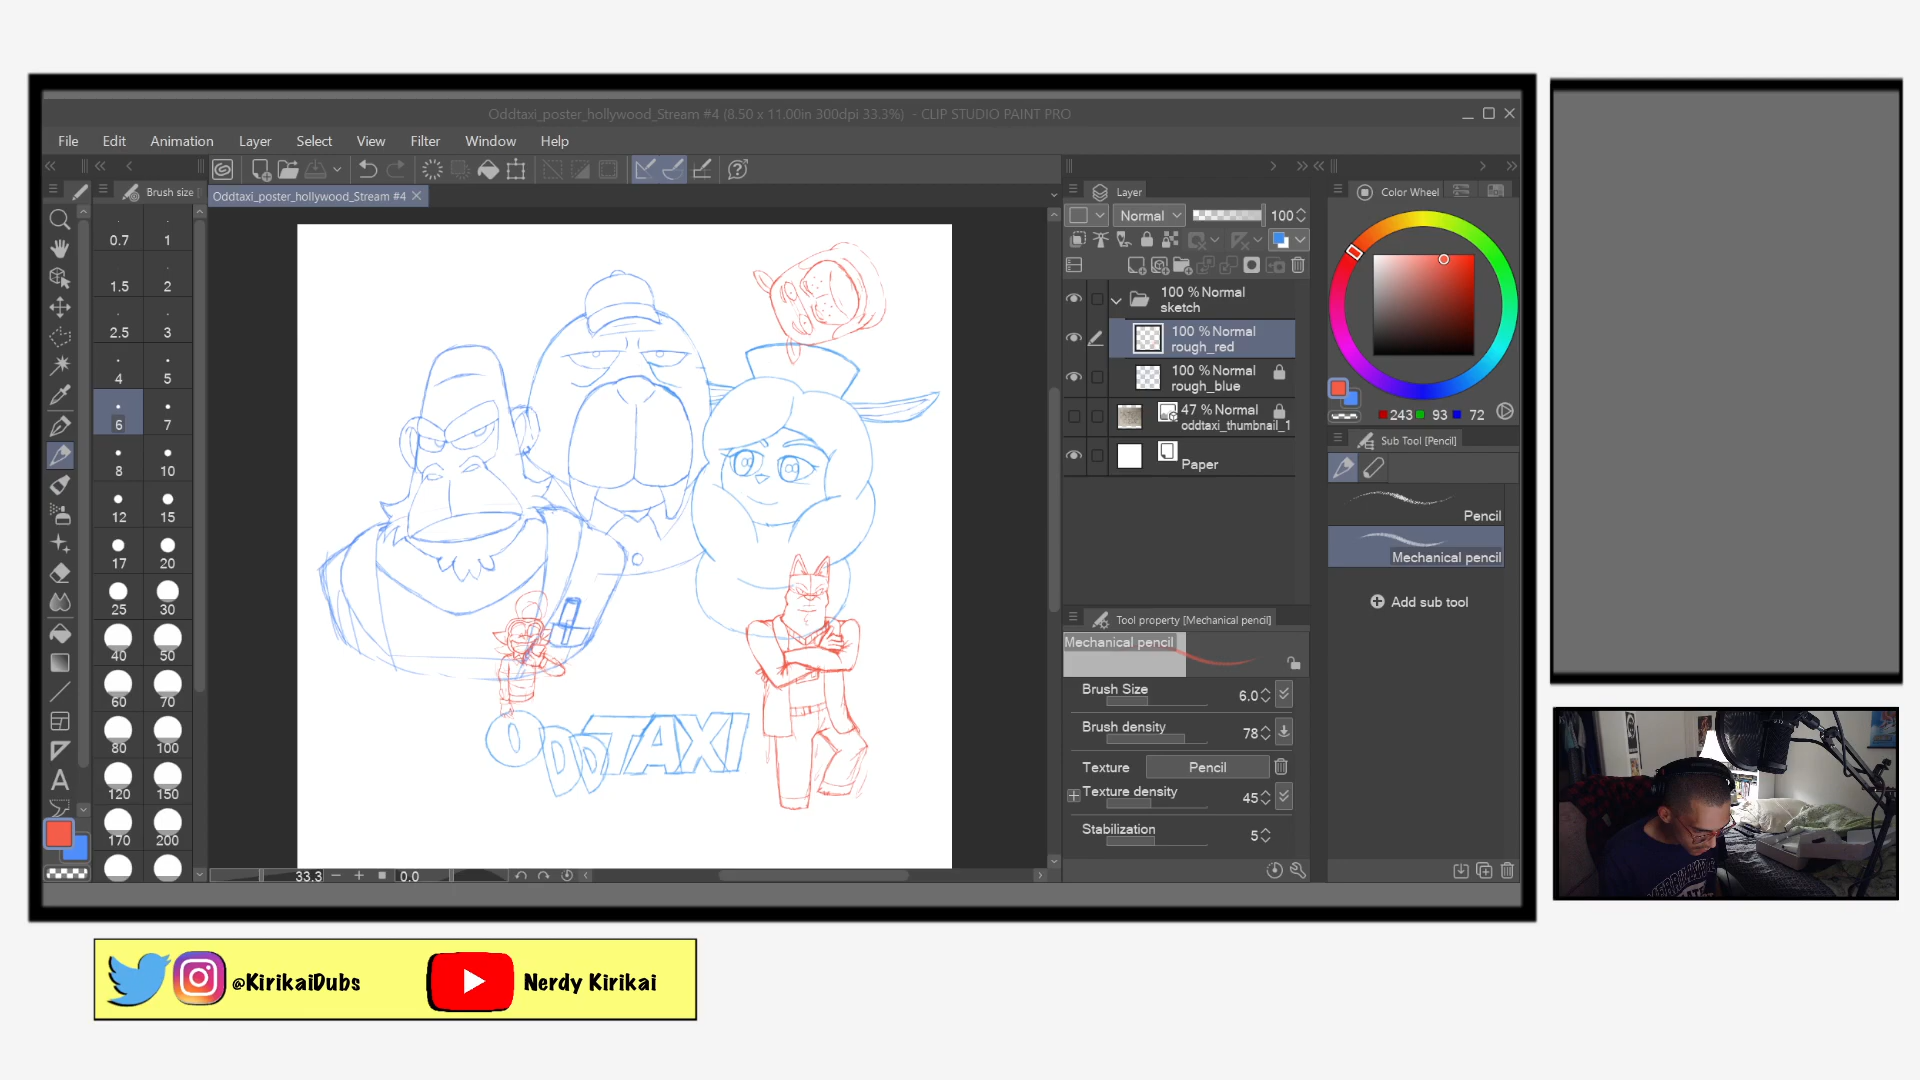 Oddtaxi_poster_hollywood_Stream #4 (8.50 x 11.00in 300dpi 33.3%) - CLIP STUDIO PAINT PRO
File Edit Animation Layer Select View Filter Window Help
Brush size
Oddtaxi_poster_hollywood_Stream #4
0.7 1
1.5 2
2.5 3
4 5
6 7
8 10
12 15
17 20
25 30
40 50
60 70
80 100
120 150
170 200
ODDTAXI
33.3 0.0
Layer
Normal 100
100 % Normal
sketch
100 % Normal
rough_red
100 % Normal
rough_blue
47 % Normal
oddtaxi_thumbnail_1
Paper
Tool property [Mechanical pencil]
Mechanical pencil
Brush Size 6.0
Brush density 78
Texture Pencil
Texture density 45
Stabilization 5
Color Wheel
243 93 72
Sub Tool [Pencil]
Pencil
Mechanical pencil
Add sub tool
@KirikaiDubs Nerdy Kirikai